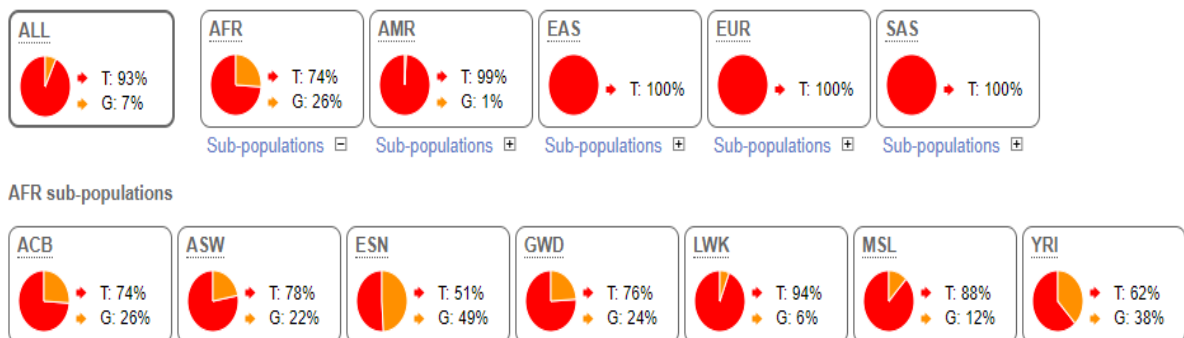 ALL AFR AMR EAS EUR SAS
T: 93% T: 74% T: 99% T: 100% T: 100% T: 100%
G: 7% G: 26% G: 1%
Sub-populations Sub-populations Sub-populations Sub-populations Sub-populations
AFR sub-populations
ACB ASW ESN GWD LWK MSL YRI
T: 74% T: 78% T: 51% T: 76% T: 94% T: 88% T: 62%
G: 26% G: 22% G: 49% G: 24% G: 6% G: 12% G: 38%